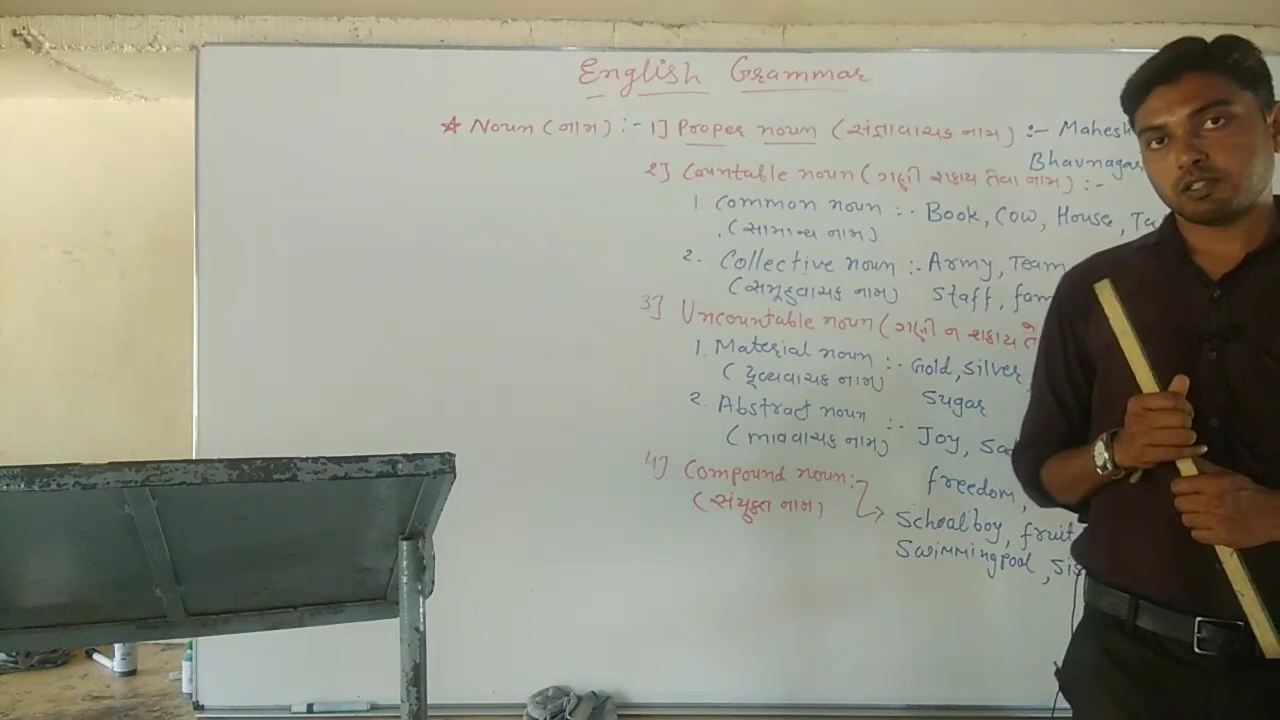 English Grammar
☆ Noun (નામ) :- 1] Proper noun (સંજ્ઞાવાચક નામ) :- Mahesh
Bhavnagar
2] Countable noun (ગણી શકાય તેવા નામ) :-
1. Common noun :- Book, Cow, House,
(સામાન્ય નામ)
2. Collective noun :- Army, Team
(સમૂહવાચક નામ) Staff,
3] Uncountable noun (ગણી ન શકાય
1. Material noun :- Gold, Silver,
(દ્રવ્યવાચક નામ) Sugar
2. Abstract noun :- Joy,
(ભાવવાચક નામ)
freedom,
4] Compound noun :-
(સંયુક્ત નામ) → Schoolboy, fruit
Swimmingpool,